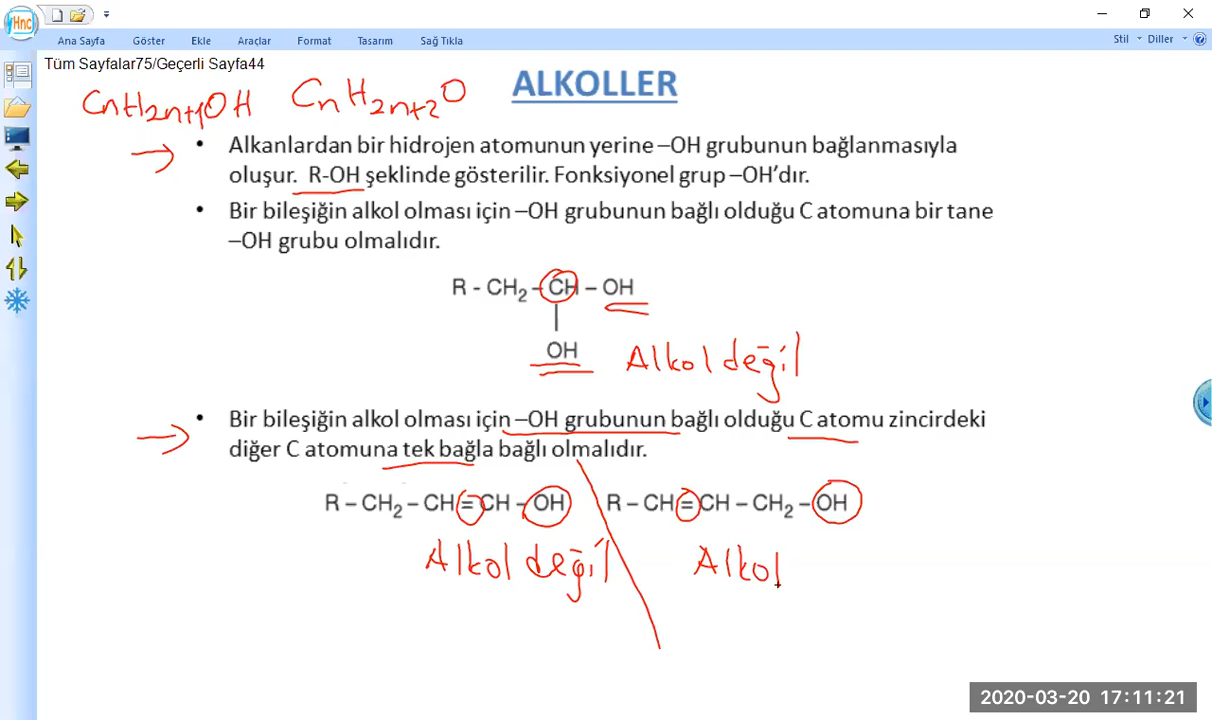 Hnc
Ana Sayfa Göster Ekle Araçlar Format Tasarım Sağ Tıkla Stil Diller
Tüm Sayfalar75/Geçerli Sayfa44
ALKOLLER
CnH2n+1OH CnH2n+2O
• Alkanlardan bir hidrojen atomunun yerine –OH grubunun bağlanmasıyla
oluşur. R-OH şeklinde gösterilir. Fonksiyonel grup –OH’dır.
• Bir bileşiğin alkol olması için –OH grubunun bağlı olduğu C atomuna bir tane
–OH grubu olmalıdır.
R - CH2 – CH – OH
|
OH Alkol değil
• Bir bileşiğin alkol olması için –OH grubunun bağlı olduğu C atomu zincirdeki
diğer C atomuna tek bağla bağlı olmalıdır.
R – CH2 – CH = CH – OH R – CH = CH – CH2 – OH
Alkol değil Alkol
2020-03-20 17:11:21